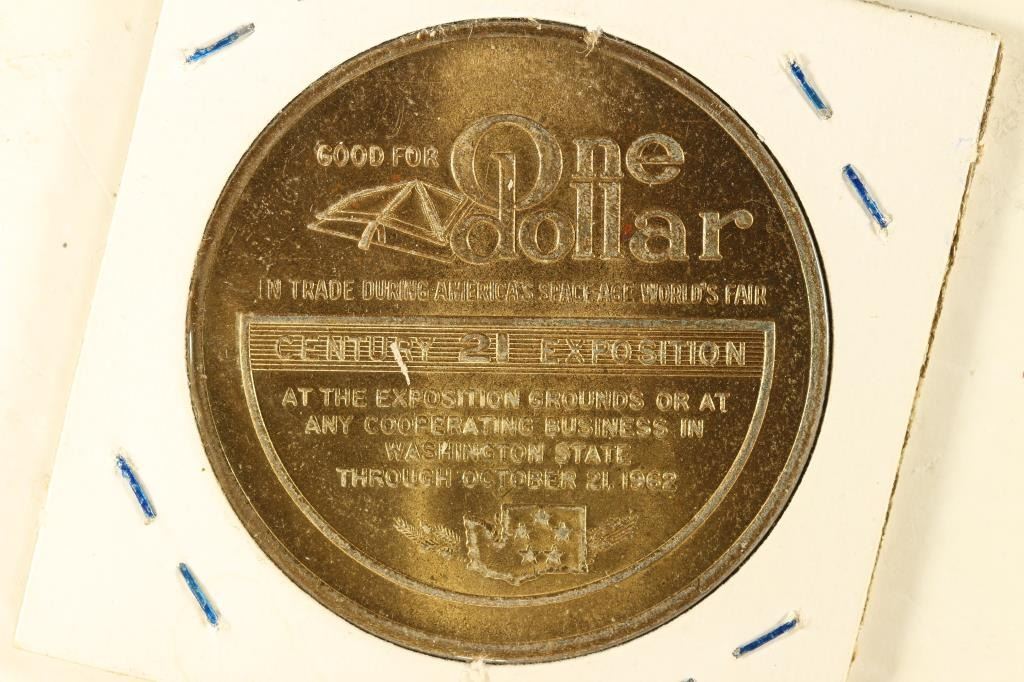 GOOD FOR One
dollar
IN TRADE DURING AMERICA'S SPACE AGE WORLD'S FAIR
CENTURY 21 EXPOSITION
AT THE EXPOSITION GROUNDS OR AT
ANY COOPERATING BUSINESS IN
WASHINGTON STATE
THROUGH OCTOBER 21, 1962